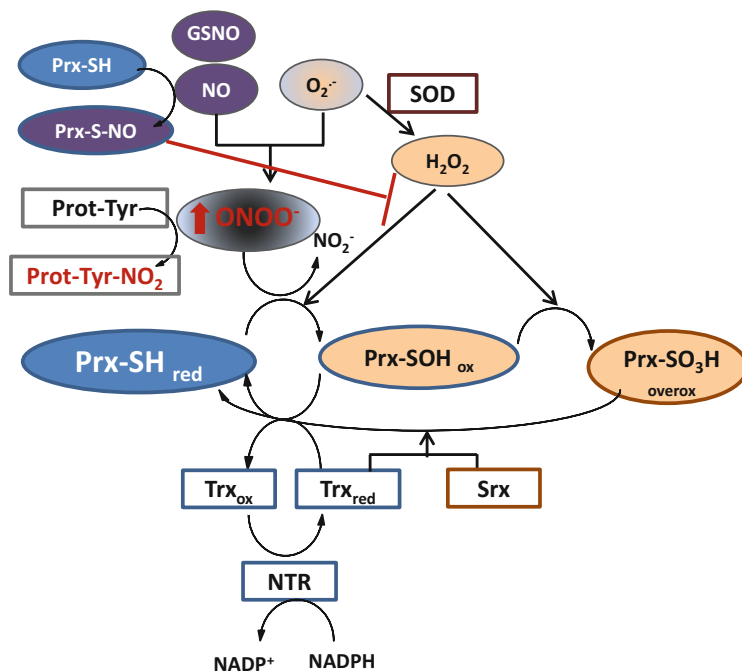 GSNO
Prx-SH
NO
O₂·⁻
SOD
Prx-S-NO
H₂O₂
Prot-Tyr
ONOO⁻
NO₂⁻
Prot-Tyr-NO₂
Prx-SH red
Prx-SOH ox
Prx-SO₃H
overox
Trxox
Trxred
Srx
NTR
NADP⁺
NADPH